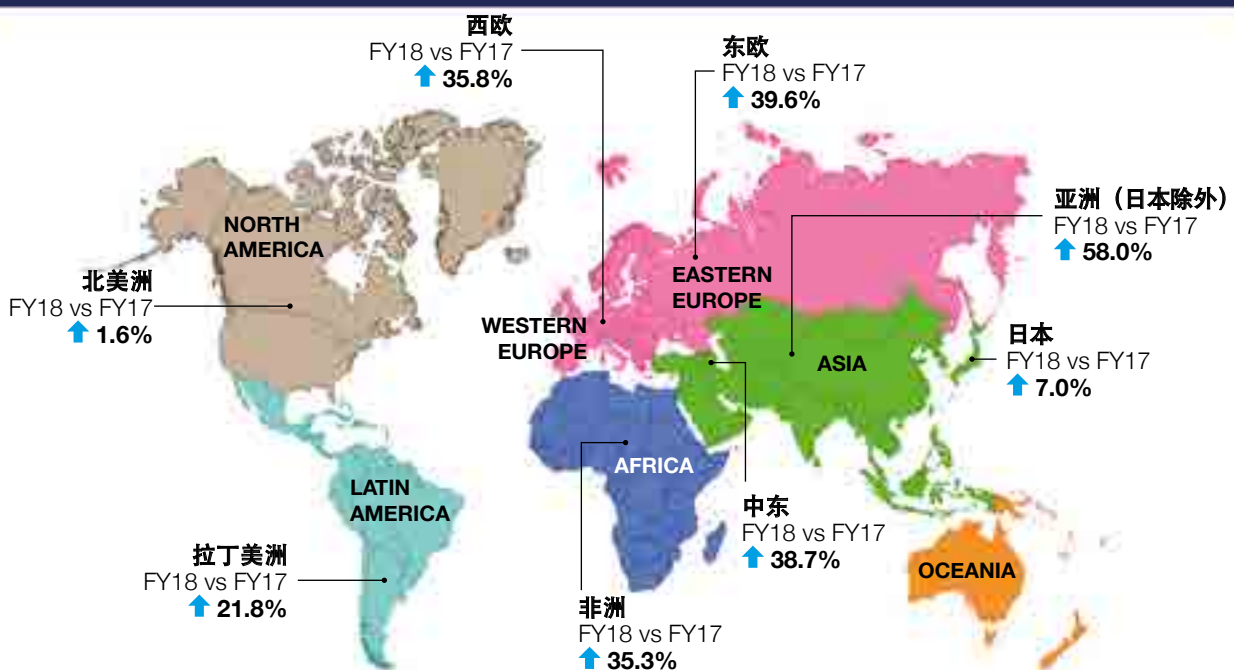 西欧
FY18 vs FY17
35.8%
东欧
FY18 vs FY17
39.6%
亚洲（日本除外）
FY18 vs FY17
58.0%
NORTH
AMERICA
北美洲
FY18 vs FY17
1.6%
EASTERN
EUROPE
WESTERN
EUROPE
ASIA
日本
FY18 vs FY17
7.0%
AFRICA
LATIN
AMERICA
中东
FY18 vs FY17
38.7%
OCEANIA
拉丁美洲
FY18 vs FY17
21.8%
非洲
FY18 vs FY17
35.3%